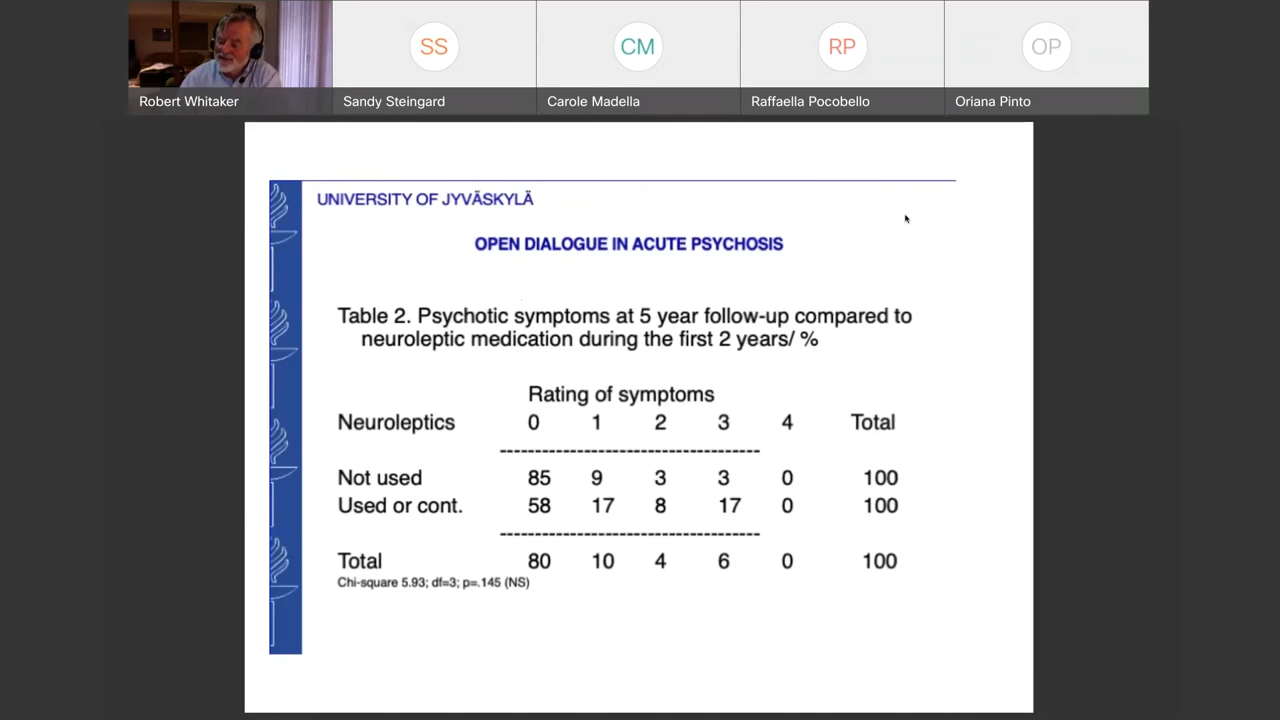 SS
CM
RP
OP
Robert Whitaker
Sandy Steingard
Carole Madella
Raffaella Pocobello
Oriana Pinto
UNIVERSITY OF JYVÄSKYLÄ
OPEN DIALOGUE IN ACUTE PSYCHOSIS
Table 2. Psychotic symptoms at 5 year follow-up compared to
neuroleptic medication during the first 2 years/ %
Rating of symptoms
Neuroleptics 0 1 2 3 4 Total
---------------------------------------
Not used 85 9 3 3 0 100
Used or cont. 58 17 8 17 0 100
---------------------------------------
Total 80 10 4 6 0 100
Chi-square 5.93; df=3; p=.145 (NS)